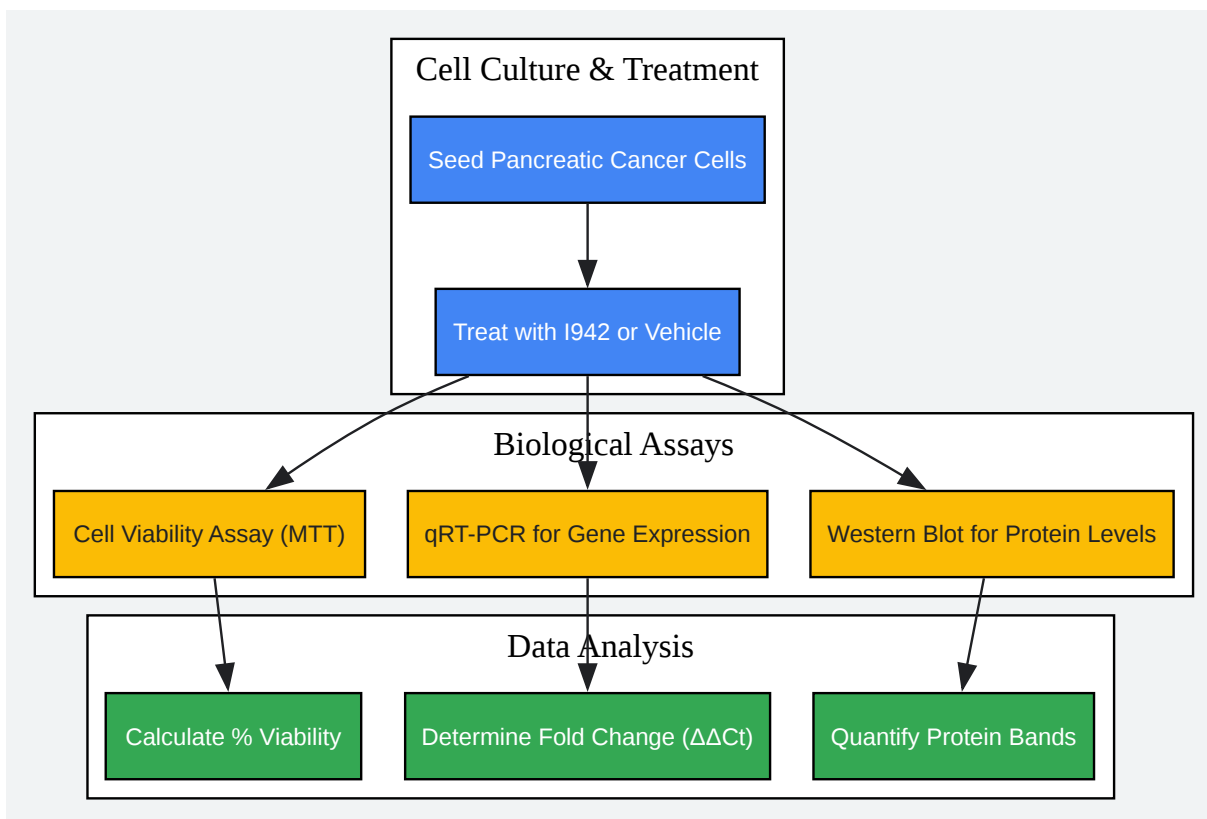 Cell Culture & Treatment
Seed Pancreatic Cancer Cells
Treat with I942 or Vehicle
Biological Assays
Cell Viability Assay (MTT)
qRT-PCR for Gene Expression
Western Blot for Protein Levels
Data Analysis
Calculate % Viability
Determine Fold Change (ΔΔCt)
Quantify Protein Bands